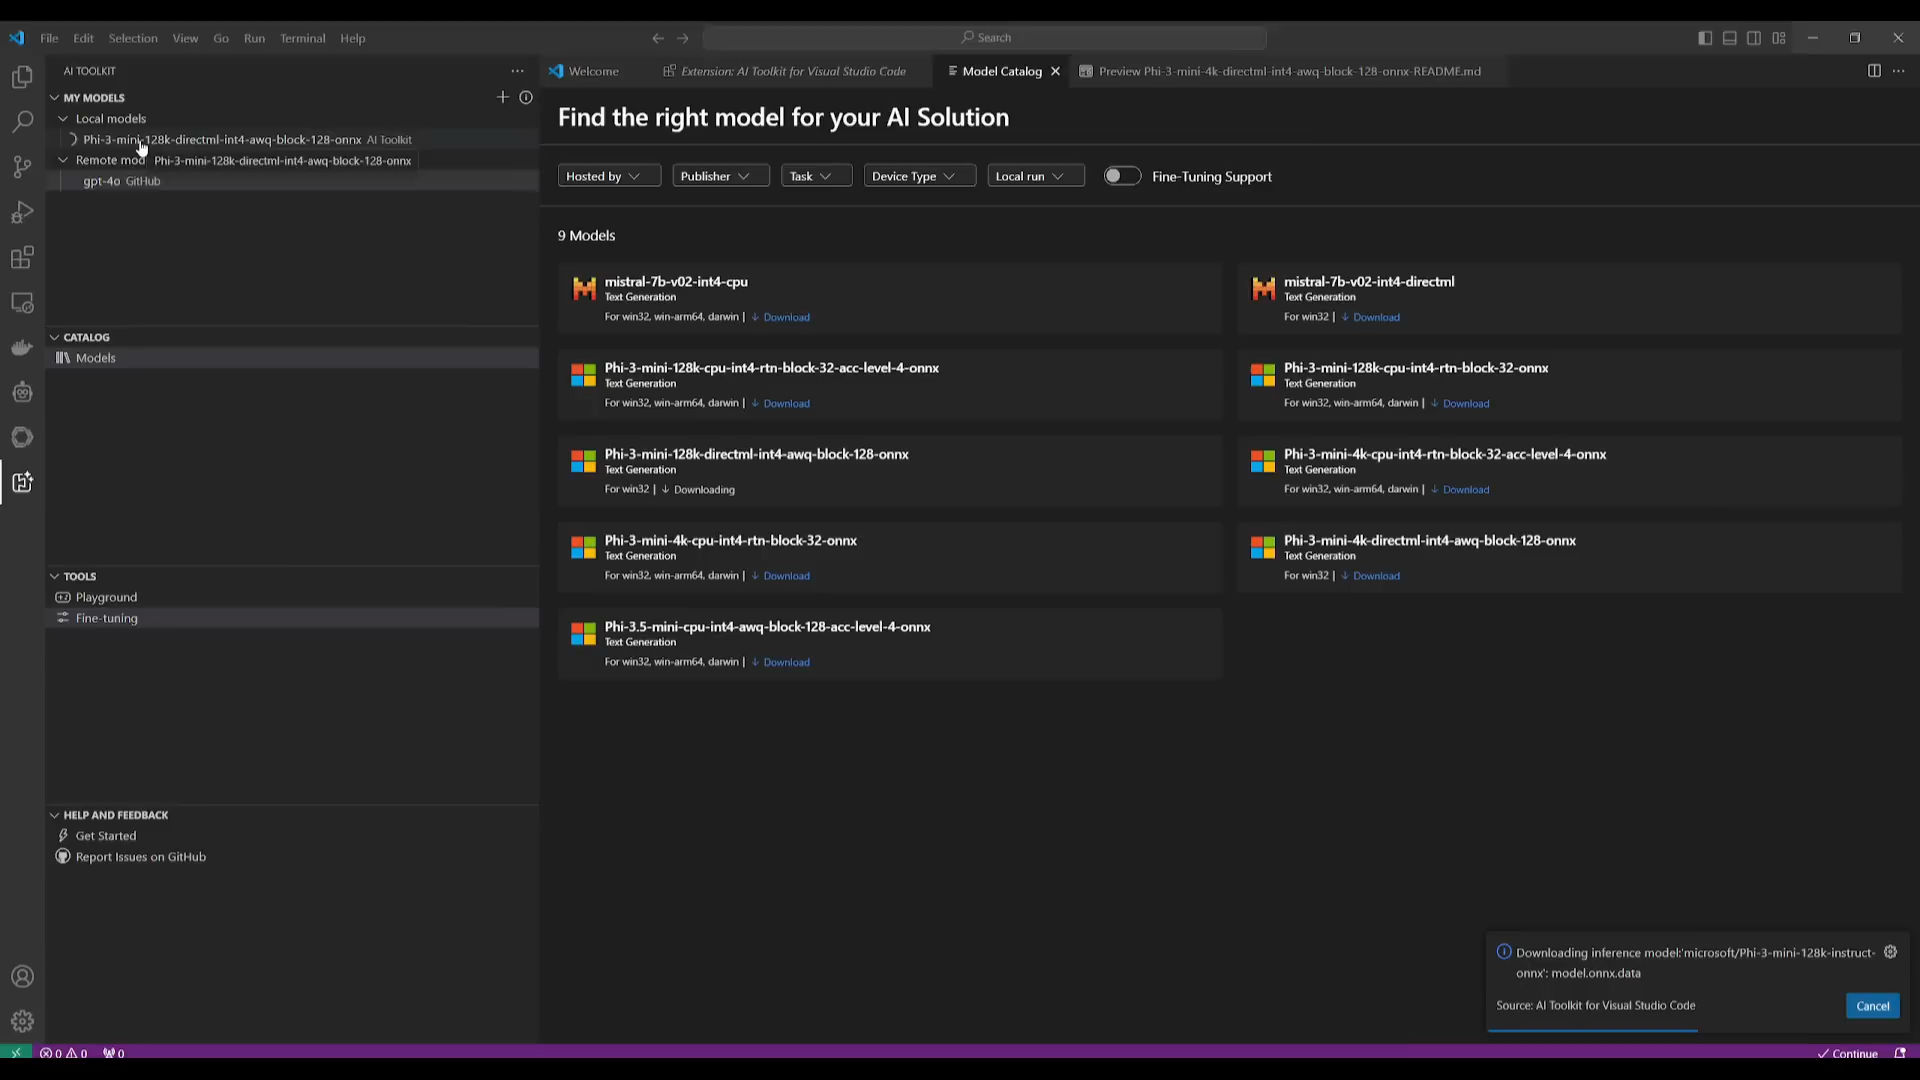 File Edit Selection View Go Run Terminal Help
Search
AI TOOLKIT
MY MODELS
Local models
Phi-3-mini-128k-directml-int4-awq-block-128-onnx AI Toolkit
Remote mod
Phi-3-mini-128k-directml-int4-awq-block-128-onnx
gpt-4o GitHub
CATALOG
Models
TOOLS
Playground
Fine-tuning
HELP AND FEEDBACK
Get Started
Report Issues on GitHub
Welcome
Extension: AI Toolkit for Visual Studio Code
Model Catalog
Preview Phi-3-mini-4k-directml-int4-awq-block-128-onnx-README.md
Find the right model for your AI Solution
Hosted by Publisher Task Device Type Local run Fine-Tuning Support
9 Models
mistral-7b-v02-int4-cpu
Text Generation
For win32, win-arm64, darwin | Download
mistral-7b-v02-int4-directml
Text Generation
For win32 | Download
Phi-3-mini-128k-cpu-int4-rtn-block-32-acc-level-4-onnx
Text Generation
For win32, win-arm64, darwin | Download
Phi-3-mini-128k-cpu-int4-rtn-block-32-onnx
Text Generation
For win32, win-arm64, darwin | Download
Phi-3-mini-128k-directml-int4-awq-block-128-onnx
Text Generation
For win32 | Downloading
Phi-3-mini-4k-cpu-int4-rtn-block-32-acc-level-4-onnx
Text Generation
For win32, win-arm64, darwin | Download
Phi-3-mini-4k-cpu-int4-rtn-block-32-onnx
Text Generation
For win32, win-arm64, darwin | Download
Phi-3-mini-4k-directml-int4-awq-block-128-onnx
Text Generation
For win32 | Download
Phi-3.5-mini-cpu-int4-awq-block-128-acc-level-4-onnx
Text Generation
For win32, win-arm64, darwin | Download
Downloading inference model:'microsoft/Phi-3-mini-128k-instruct-
onnx': model.onnx.data
Source: AI Toolkit for Visual Studio Code
Cancel
0 0 0
Continue